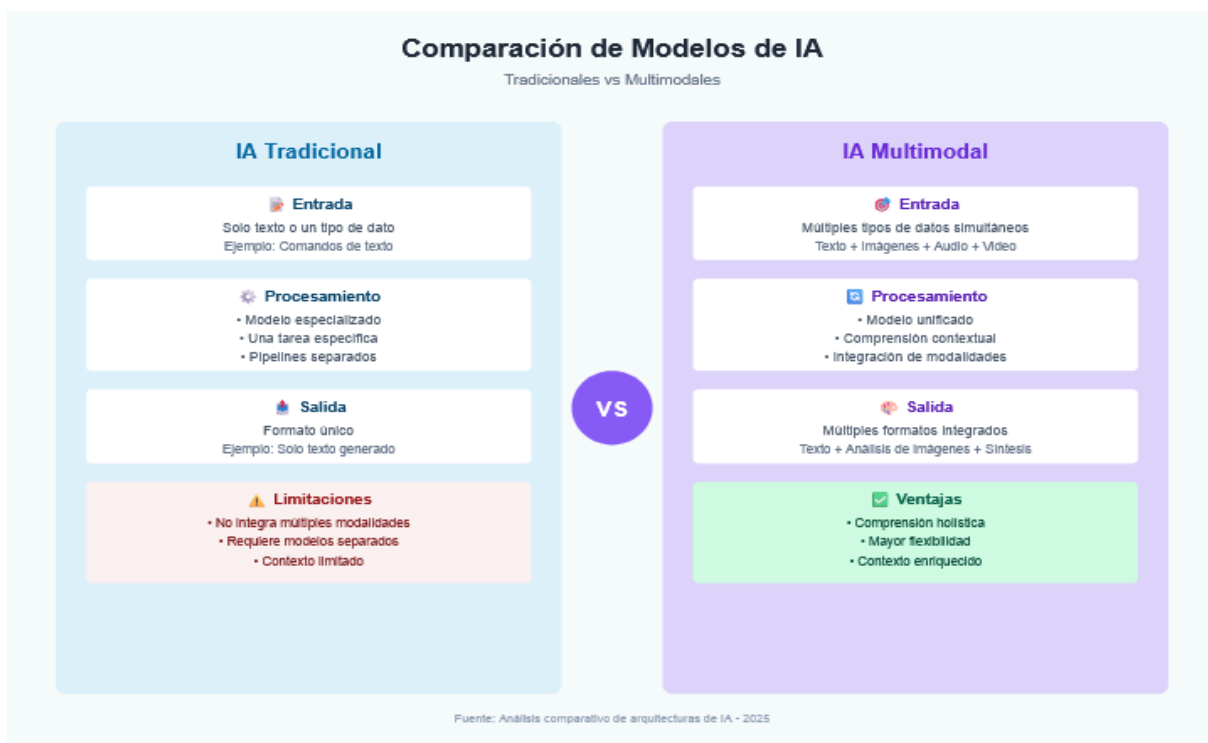 Comparación de Modelos de IA
Tradicionales vs Multimodales
IA Tradicional
Entrada
Solo texto o un tipo de dato
Ejemplo: Comandos de texto
Procesamiento
• Modelo especializado
• Una tarea específica
• Pipelines separados
Salida
Formato único
Ejemplo: Solo texto generado
Limitaciones
• No integra múltiples modalidades
• Requiere modelos separados
• Contexto limitado
VS
IA Multimodal
Entrada
Múltiples tipos de datos simultáneos
Texto + Imágenes + Audio + Video
Procesamiento
• Modelo unificado
• Comprensión contextual
• Integración de modalidades
Salida
Múltiples formatos integrados
Texto + Análisis de imágenes + Síntesis
Ventajas
• Comprensión holística
• Mayor flexibilidad
• Contexto enriquecido
Fuente: Análisis comparativo de arquitecturas de IA - 2025